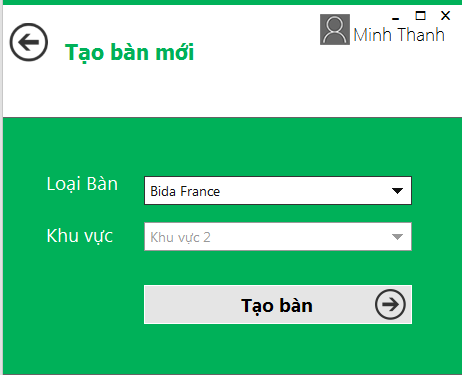 Minh Thanh
Tạo bàn mới
Loại Bàn
Bida France
Khu vực
Khu vực 2
Tạo bàn